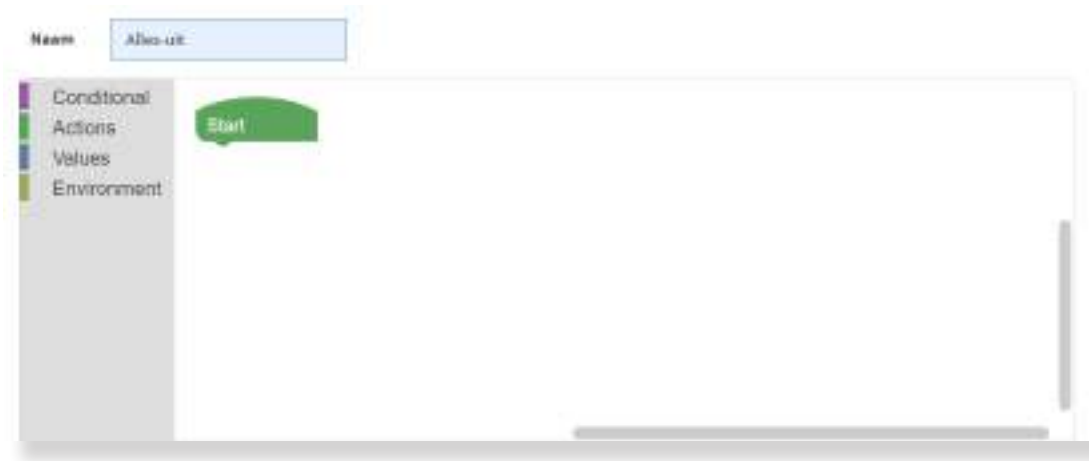 Naam
Alles-uit
Conditional
Actions
Values
Environment
Start